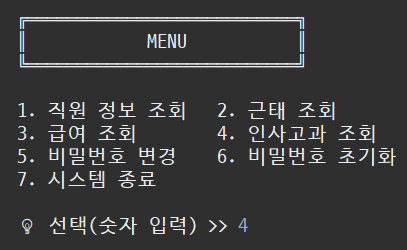 MENU
1. 직원 정보 조회 2. 근태 조회
3. 급여 조회 4. 인사고과 조회
5. 비밀번호 변경 6. 비밀번호 초기화
7. 시스템 종료
선택(숫자 입력) >> 4